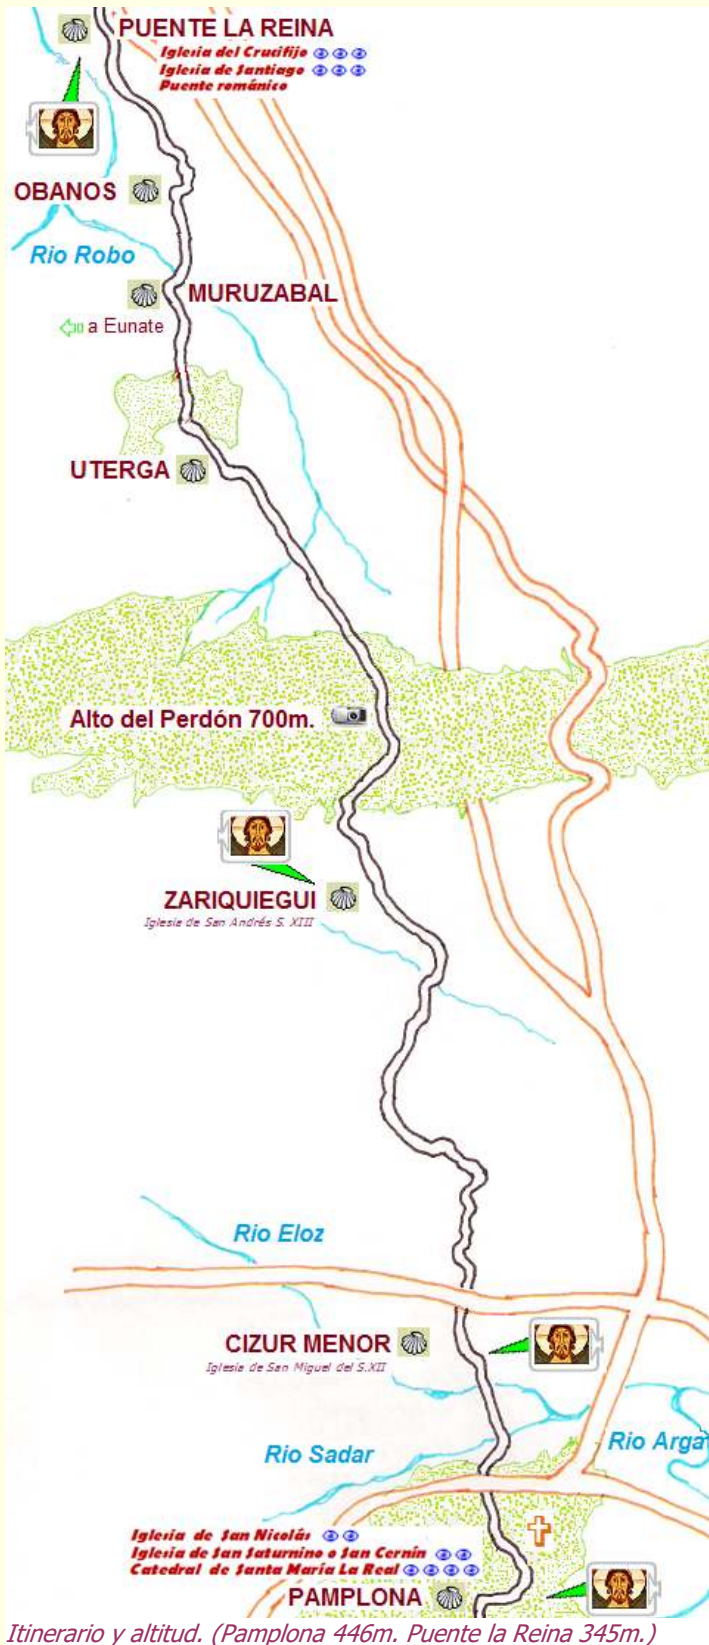 PUENTE LA REINA
Iglesia del Crucifijo
Iglesia de Santiago
Puente románico
OBANOS
Rio Robo
MURUZABAL
a Eunate
UTERGA
Alto del Perdón 700m.
ZARIQUIEGUI
Iglesia de San Andrés S. XIII
Rio Eloz
CIZUR MENOR
Iglesia de San Miguel del S.XII
Rio Arga
Rio Sadar
Iglesia de San Nicolás
Iglesia de San Saturnino o San Cernín
Catedral de Santa María La Real
PAMPLONA
Itinerario y altitud. (Pamplona 446m. Puente la Reina 345m.)